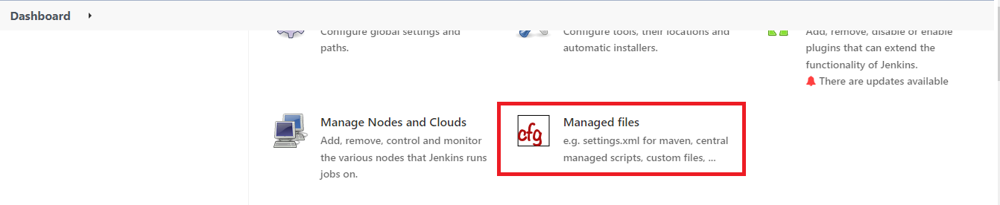 Dashboard
Configure global settings and
paths.
Configure tools, their locations and
automatic installers.
Add, remove, disable or enable
plugins that can extend the
functionality of Jenkins.
There are updates available
Manage Nodes and Clouds
Add, remove, control and monitor
the various nodes that Jenkins runs
jobs on.
cfg
Managed files
e.g. settings.xml for maven, central
managed scripts, custom files, ...